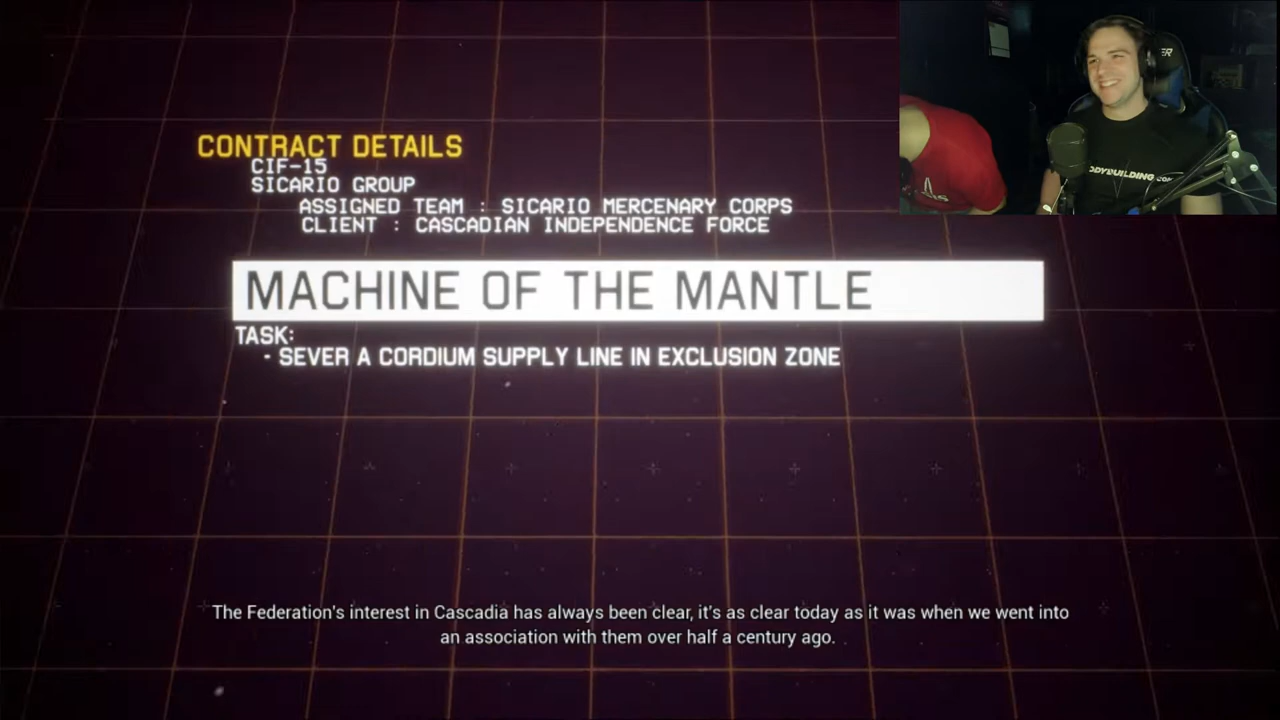 CONTRACT DETAILS
CIF-15
SICARIO GROUP
ASSIGNED TEAM : SICARIO MERCENARY CORPS
CLIENT : CASCADIAN INDEPENDENCE FORCE
MACHINE OF THE MANTLE
TASK:
- SEVER A CORDIUM SUPPLY LINE IN EXCLUSION ZONE
The Federation's interest in Cascadia has always been clear, it's as clear today as it was when we went into
an association with them over half a century ago.